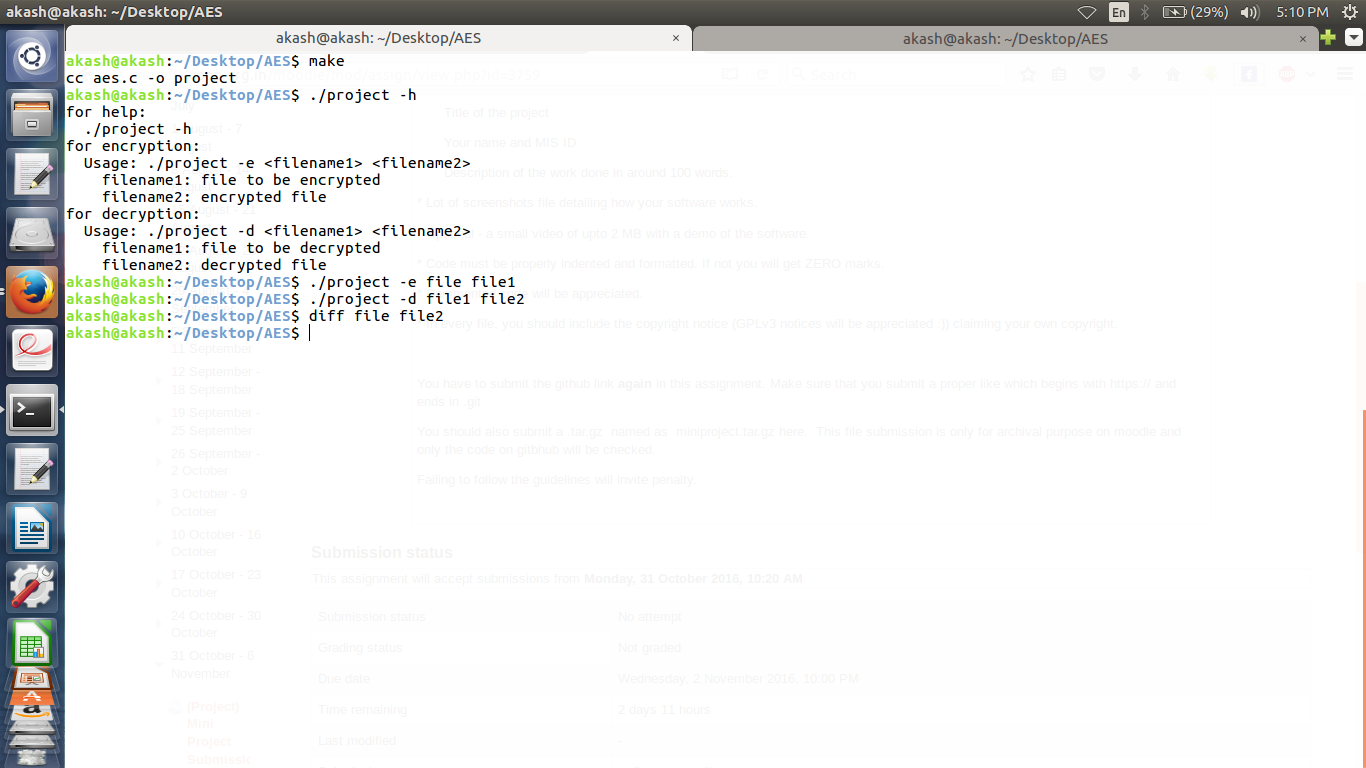 akash@akash: ~/Desktop/AES
En
(29%)
5:10 PM
akash@akash: ~/Desktop/AES ×
akash@akash: ~/Desktop/AES ×
akash@akash:~/Desktop/AES$ make
cc aes.c -o project
akash@akash:~/Desktop/AES$ ./project -h
for help:
./project -h
for encryption:
Usage: ./project -e <filename1> <filename2>
filename1: file to be encrypted
filename2: encrypted file
for decryption:
Usage: ./project -d <filename1> <filename2>
filename1: file to be decrypted
filename2: decrypted file
akash@akash:~/Desktop/AES$ ./project -e file file1
akash@akash:~/Desktop/AES$ ./project -d file1 file2
akash@akash:~/Desktop/AES$ diff file file2
akash@akash:~/Desktop/AES$
Search
Title of the project
Your name and MIS ID
Description of the work done in around 100 words
* Lot of screenshots file detailing how your software works.
- a small video of upto 2 MB with a demo of the software
* Code must be properly indented and formatted. If not you will get ZERO marks
will be appreciated.
every file, you should include the copyright notice (GPLv3 notices will be appreciated :)) claiming your own copyright.
You have to submit the github link again in this assignment. Make sure that you submit a proper like which begins with https:// and
ends in .git
You should also submit a .tar.gz named as miniproject.tar.gz here. This file submission is only for archival purpose on moodle and
only the code on gitbhub will be checked.
Failing to follow the guidelines will invite penalty.
11 September
12 September -
18 September
19 September -
25 September
26 September -
2 October
3 October - 9
October
10 October - 16
October
17 October - 23
October
24 October - 30
October
31 October - 6
November
(Project)
Mini
Project
Submissu
Submission status
This assignment will accept submissions from Monday, 31 October 2016, 10:20 AM
Submission status No attempt
Grading status Not graded
Due date Wednesday, 2 November 2016, 10:00 PM
Time remaining 2 days 11 hours
Last modified -